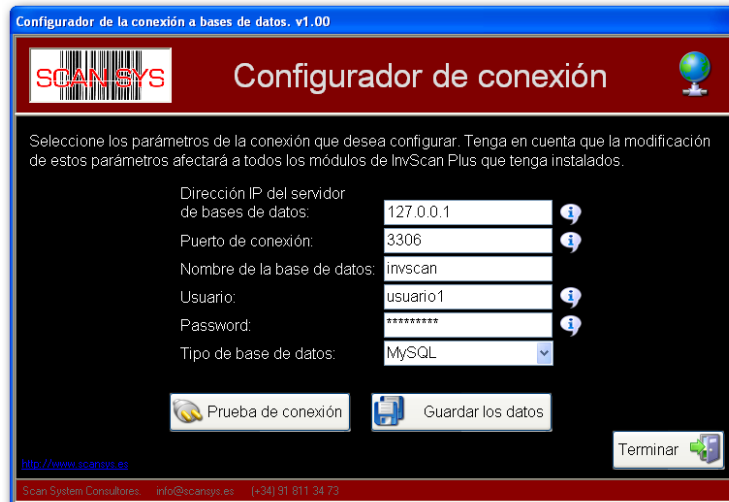 Configurador de la conexión a bases de datos. v1.00
SCAN SYS
Configurador de conexión
Seleccione los parámetros de la conexión que desea configurar. Tenga en cuenta que la modificación
de estos parámetros afectará a todos los módulos de InvScan Plus que tenga instalados.
Dirección IP del servidor
de bases de datos: 127.0.0.1
Puerto de conexión: 3306
Nombre de la base de datos: invscan
Usuario: usuario1
Password: *********
Tipo de base de datos: MySQL
Prueba de conexión Guardar los datos
Terminar
http://www.scansys.es
Scan System Consultores. info@scansys.es (+34) 91 811 34 73